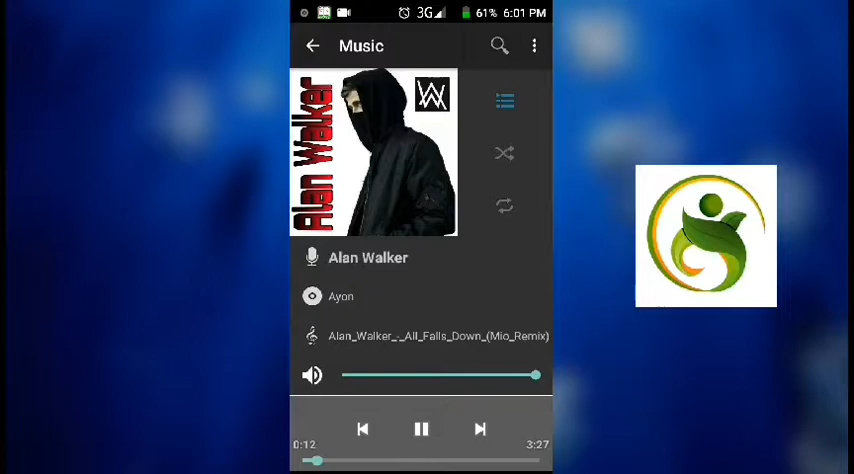 3G 61% 6:01 PM
Music
Alan Walker
Alan Walker
Ayon
Alan_Walker_-_All_Falls_Down_(Mio_Remix)
0:12 3:27